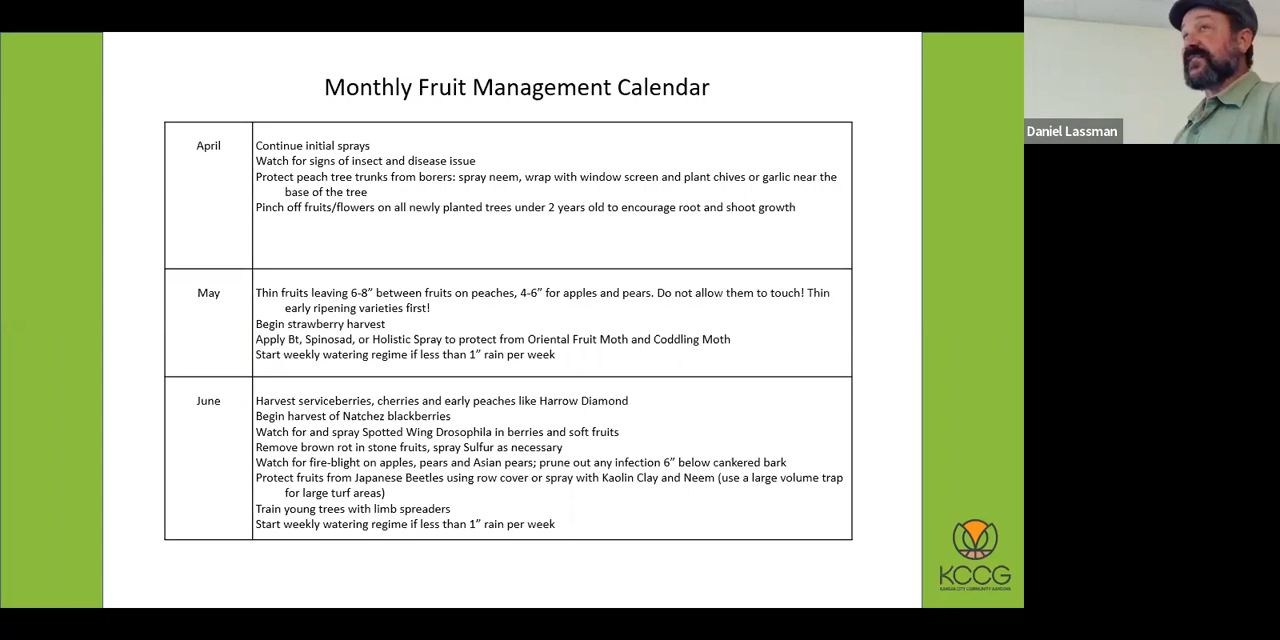 Monthly Fruit Management Calendar
Daniel Lassman
April
Continue initial sprays
Watch for signs of insect and disease issue
Protect peach tree trunks from borers: spray neem, wrap with window screen and plant chives or garlic near the
base of the tree
Pinch off fruits/flowers on all newly planted trees under 2 years old to encourage root and shoot growth
May
Thin fruits leaving 6-8” between fruits on peaches, 4-6” for apples and pears. Do not allow them to touch! Thin
early ripening varieties first!
Begin strawberry harvest
Apply Bt, Spinosad, or Holistic Spray to protect from Oriental Fruit Moth and Coddling Moth
Start weekly watering regime if less than 1” rain per week
June
Harvest serviceberries, cherries and early peaches like Harrow Diamond
Begin harvest of Natchez blackberries
Watch for and spray Spotted Wing Drosophila in berries and soft fruits
Remove brown rot in stone fruits, spray Sulfur as necessary
Watch for fire-blight on apples, pears and Asian pears; prune out any infection 6” below cankered bark
Protect fruits from Japanese Beetles using row cover or spray with Kaolin Clay and Neem (use a large volume trap
for large turf areas)
Train young trees with limb spreaders
Start weekly watering regime if less than 1” rain per week
KCCG
KANSAS CITY COMMUNITY GARDENS